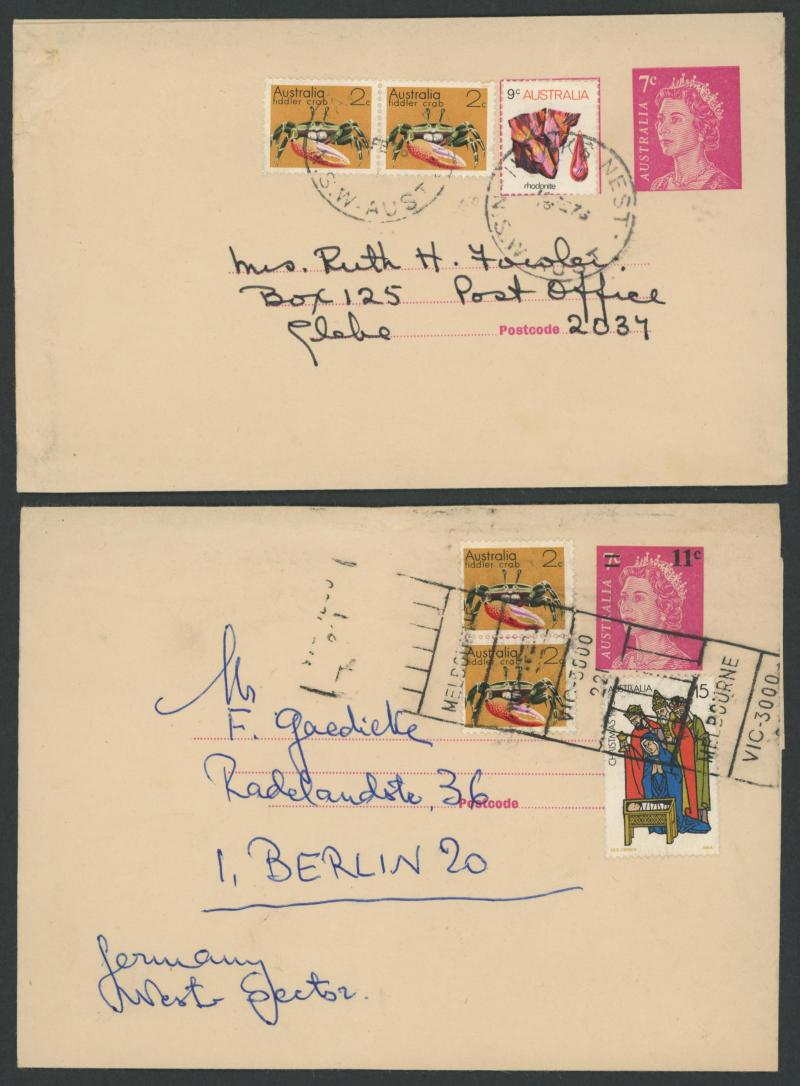 Australia 2c
fiddler crab
Australia 2c
fiddler crab
9c AUSTRALIA
rhodonite
7c
AUSTRALIA
N.S.W. AUST
NEST
N.S.W.
Mrs. Ruth H. Fowler.
Box 125 Post Office
Glebe Postcode 2037
Australia 2c
fiddler crab
Australia 2c
fiddler crab
11c
AUSTRALIA
AUSTRALIA 15
CHRISTMAS
MELBOURNE
VIC-3000
22
MELBOURNE
VIC-3000
Mr
F. Gaedicke
Radelandstr. 36
Postcode
1, BERLIN 20
Germany
West Sector.